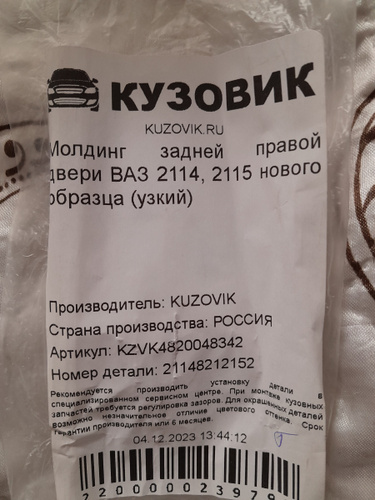 КУЗОВИК
KUZOVIK.RU
Молдинг задней правой
двери ВАЗ 2114, 2115 нового
образца (узкий)
Производитель: KUZOVIK
Страна производства: РОССИЯ
Артикул: KZVK4820048342
Номер детали: 21148212152
Рекомендуется производить установку детали в
специализированном сервисном центре. При монтаже кузовных
запчастей требуется регулировка зазоров. Для окрашенных деталей
возможно незначительное отличие цветового оттенка. Срок
гарантии производителя или 6 месяцев.
04.12.2023 13:44:12